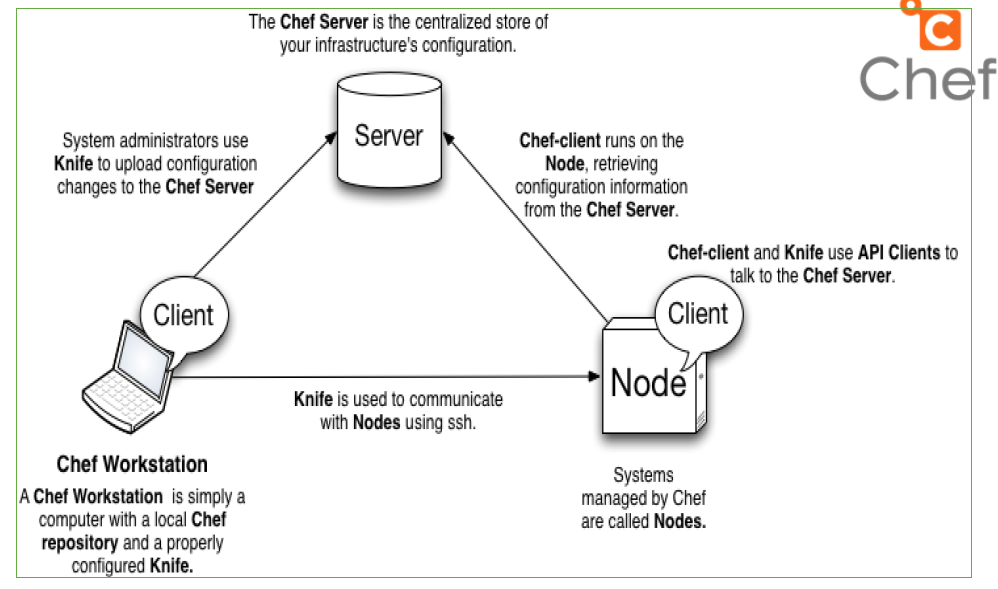 The Chef Server is the centralized store of
your infrastructure's configuration.
C
Chef
Server
System administrators use
Knife to upload configuration
changes to the Chef Server
Chef-client runs on the
Node, retrieving
configuration information
from the Chef Server.
Chef-client and Knife use API Clients to
talk to the Chef Server.
Client
Client
Node
Knife is used to communicate
with Nodes using ssh.
Chef Workstation
A Chef Workstation is simply a
computer with a local Chef
repository and a properly
configured Knife.
Systems
managed by Chef
are called Nodes.